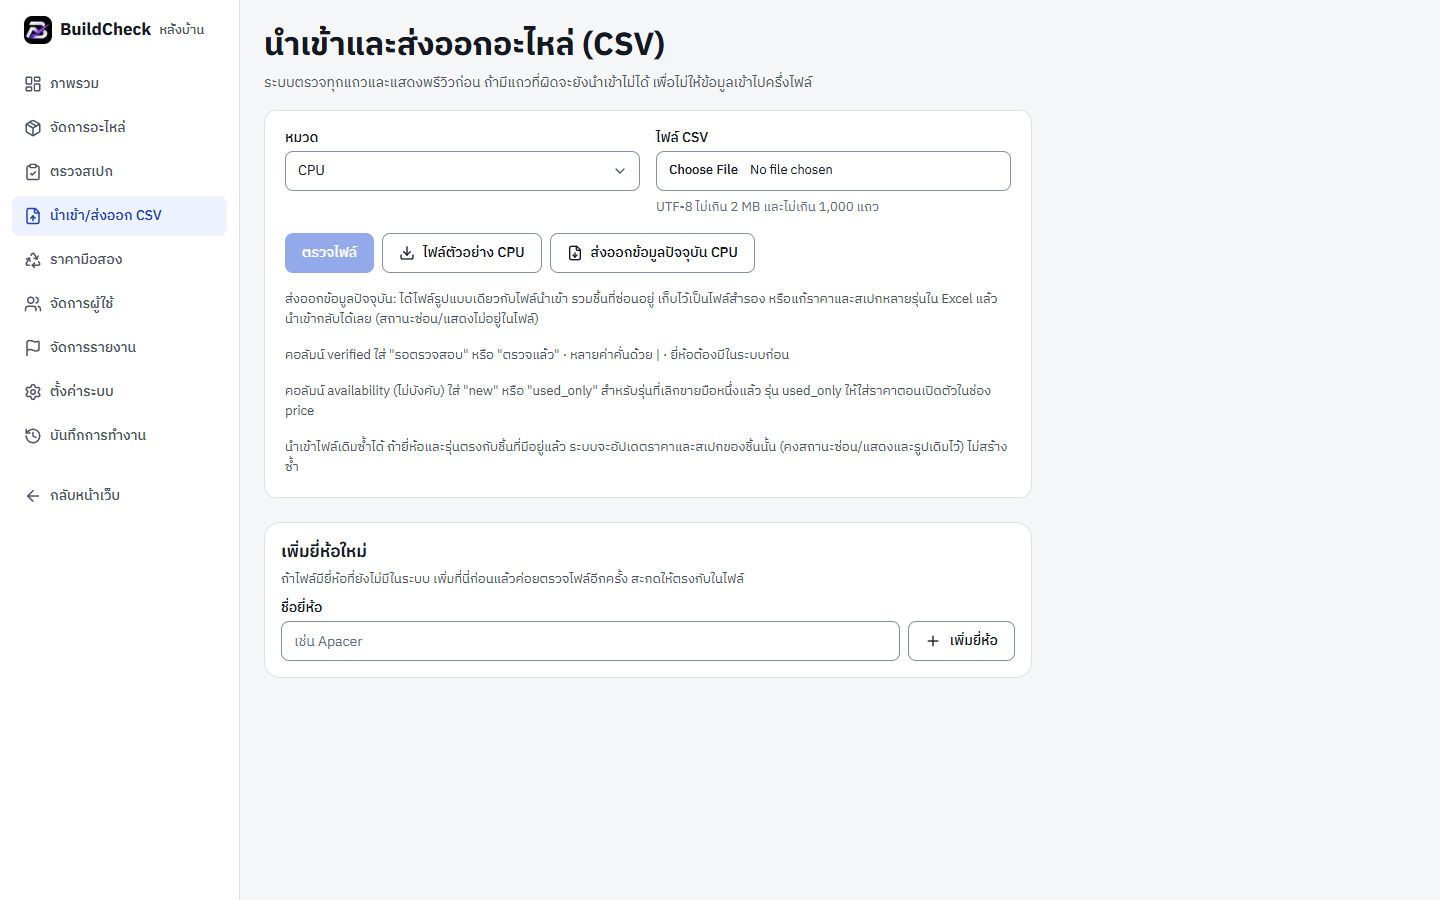 BuildCheck หลังบ้าน
ภาพรวม
จัดการอะไหล่
ตรวจสเปก
นำเข้า/ส่งออก CSV
ราคามือสอง
จัดการผู้ใช้
จัดการรายงาน
ตั้งค่าระบบ
บันทึกการทำงาน
กลับหน้าเว็บ
นำเข้าและส่งออกอะไหล่ (CSV)
ระบบตรวจทุกแถวและแสดงพรีวิวก่อน ถ้ามีแถวที่ผิดจะยังนำเข้าไม่ได้ เพื่อไม่ให้ข้อมูลเข้าไปครึ่งไฟล์
หมวด
CPU
ไฟล์ CSV
Choose File No file chosen
UTF-8 ไม่เกิน 2 MB และไม่เกิน 1,000 แถว
ตรวจไฟล์
ไฟล์ตัวอย่าง CPU
ส่งออกข้อมูลปัจจุบัน CPU
ส่งออกข้อมูลปัจจุบัน: ได้ไฟล์รูปแบบเดียวกับไฟล์นำเข้า รวมชิ้นที่ซ่อนอยู่ เก็บไว้เป็นไฟล์สำรอง หรือแก้ราคาและสเปกหลายรุ่นใน Excel แล้ว
นำเข้ากลับได้เลย (สถานะซ่อน/แสดงไม่อยู่ในไฟล์)
คอลัมน์ verified ใส่ "รอตรวจสอบ" หรือ "ตรวจแล้ว" · หลายค่าคั่นด้วย | · ยี่ห้อต้องมีในระบบก่อน
คอลัมน์ availability (ไม่บังคับ) ใส่ "new" หรือ "used_only" สำหรับรุ่นที่เลิกขายมือหนึ่งแล้ว รุ่น used_only ให้ใส่ราคาตอนเปิดตัวในช่อง
price
นำเข้าไฟล์เดิมซ้ำได้ ถ้ายี่ห้อและรุ่นตรงกับชิ้นที่มีอยู่แล้ว ระบบจะอัปเดตราคาและสเปกของชิ้นนั้น (คงสถานะซ่อน/แสดงและรูปเดิมไว้) ไม่สร้าง
ซ้ำ
เพิ่มยี่ห้อใหม่
ถ้าไฟล์มียี่ห้อที่ยังไม่มีในระบบ เพิ่มที่นี่ก่อนแล้วค่อยตรวจไฟล์อีกครั้ง สะกดให้ตรงกับในไฟล์
ชื่อยี่ห้อ
เช่น Apacer
เพิ่มยี่ห้อ